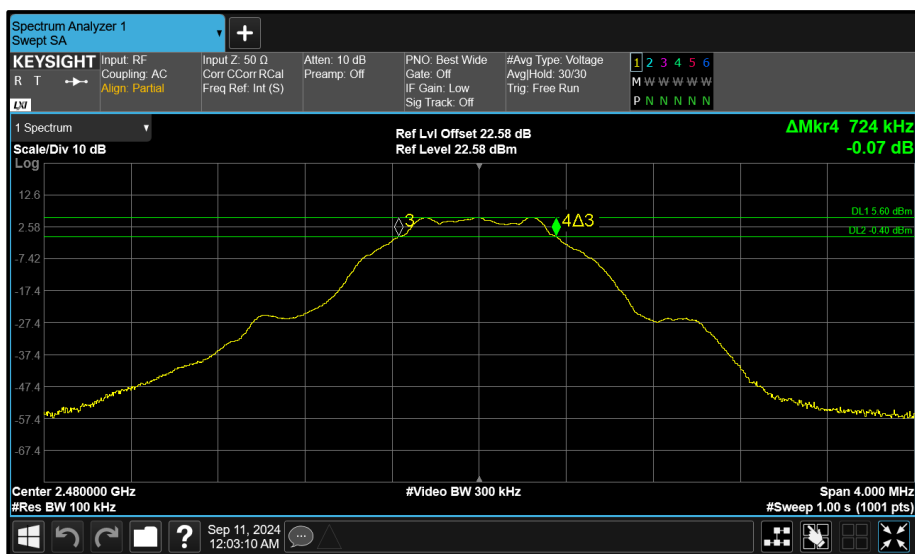 Spectrum Analyzer 1
Swept SA
KEYSIGHT
R T
LXI
Input: RF
Coupling: AC
Align: Partial
Input Z: 50 Ω
Corr CCorr RCal
Freq Ref: Int (S)
Atten: 10 dB
Preamp: Off
PNO: Best Wide
Gate: Off
IF Gain: Low
Sig Track: Off
#Avg Type: Voltage
Avg|Hold: 30/30
Trig: Free Run
1 2 3 4 5 6
M W W W W W
P N N N N N
1 Spectrum
Scale/Div 10 dB
Log
Ref Lvl Offset 22.58 dB
Ref Level 22.58 dBm
ΔMkr4 724 kHz
-0.07 dB
12.6
2.58
-7.42
-17.4
-27.4
-37.4
-47.4
-57.4
-67.4
3
4Δ3
DL1 5.60 dBm
DL2 -0.40 dBm
Center 2.480000 GHz
#Res BW 100 kHz
#Video BW 300 kHz
Span 4.000 MHz
#Sweep 1.00 s (1001 pts)
?
Sep 11, 2024
12:03:10 AM